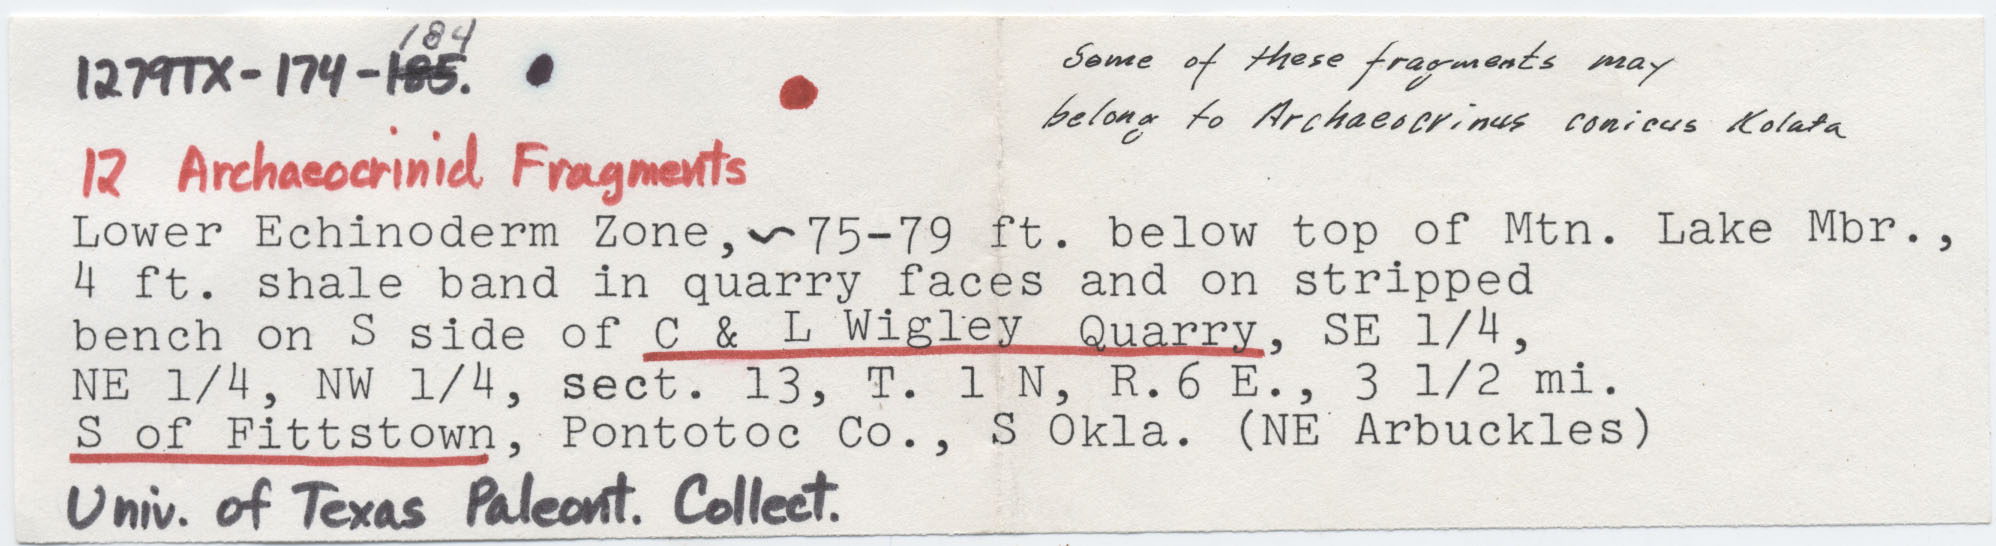 184
1279TX-174-185.
Some of these fragments may
belong to Archaeocrinus conicus Kolata
12 Archaeocrinid Fragments
Lower Echinoderm Zone, ~75-79 ft. below top of Mtn. Lake Mbr.,
4 ft. shale band in quarry faces and on stripped
bench on S side of C & L Wigley Quarry, SE 1/4,
NE 1/4, NW 1/4, sect. 13, T. 1 N, R.6 E., 3 1/2 mi.
S of Fittstown, Pontotoc Co., S Okla. (NE Arbuckles)
Univ. of Texas Paleont. Collect.